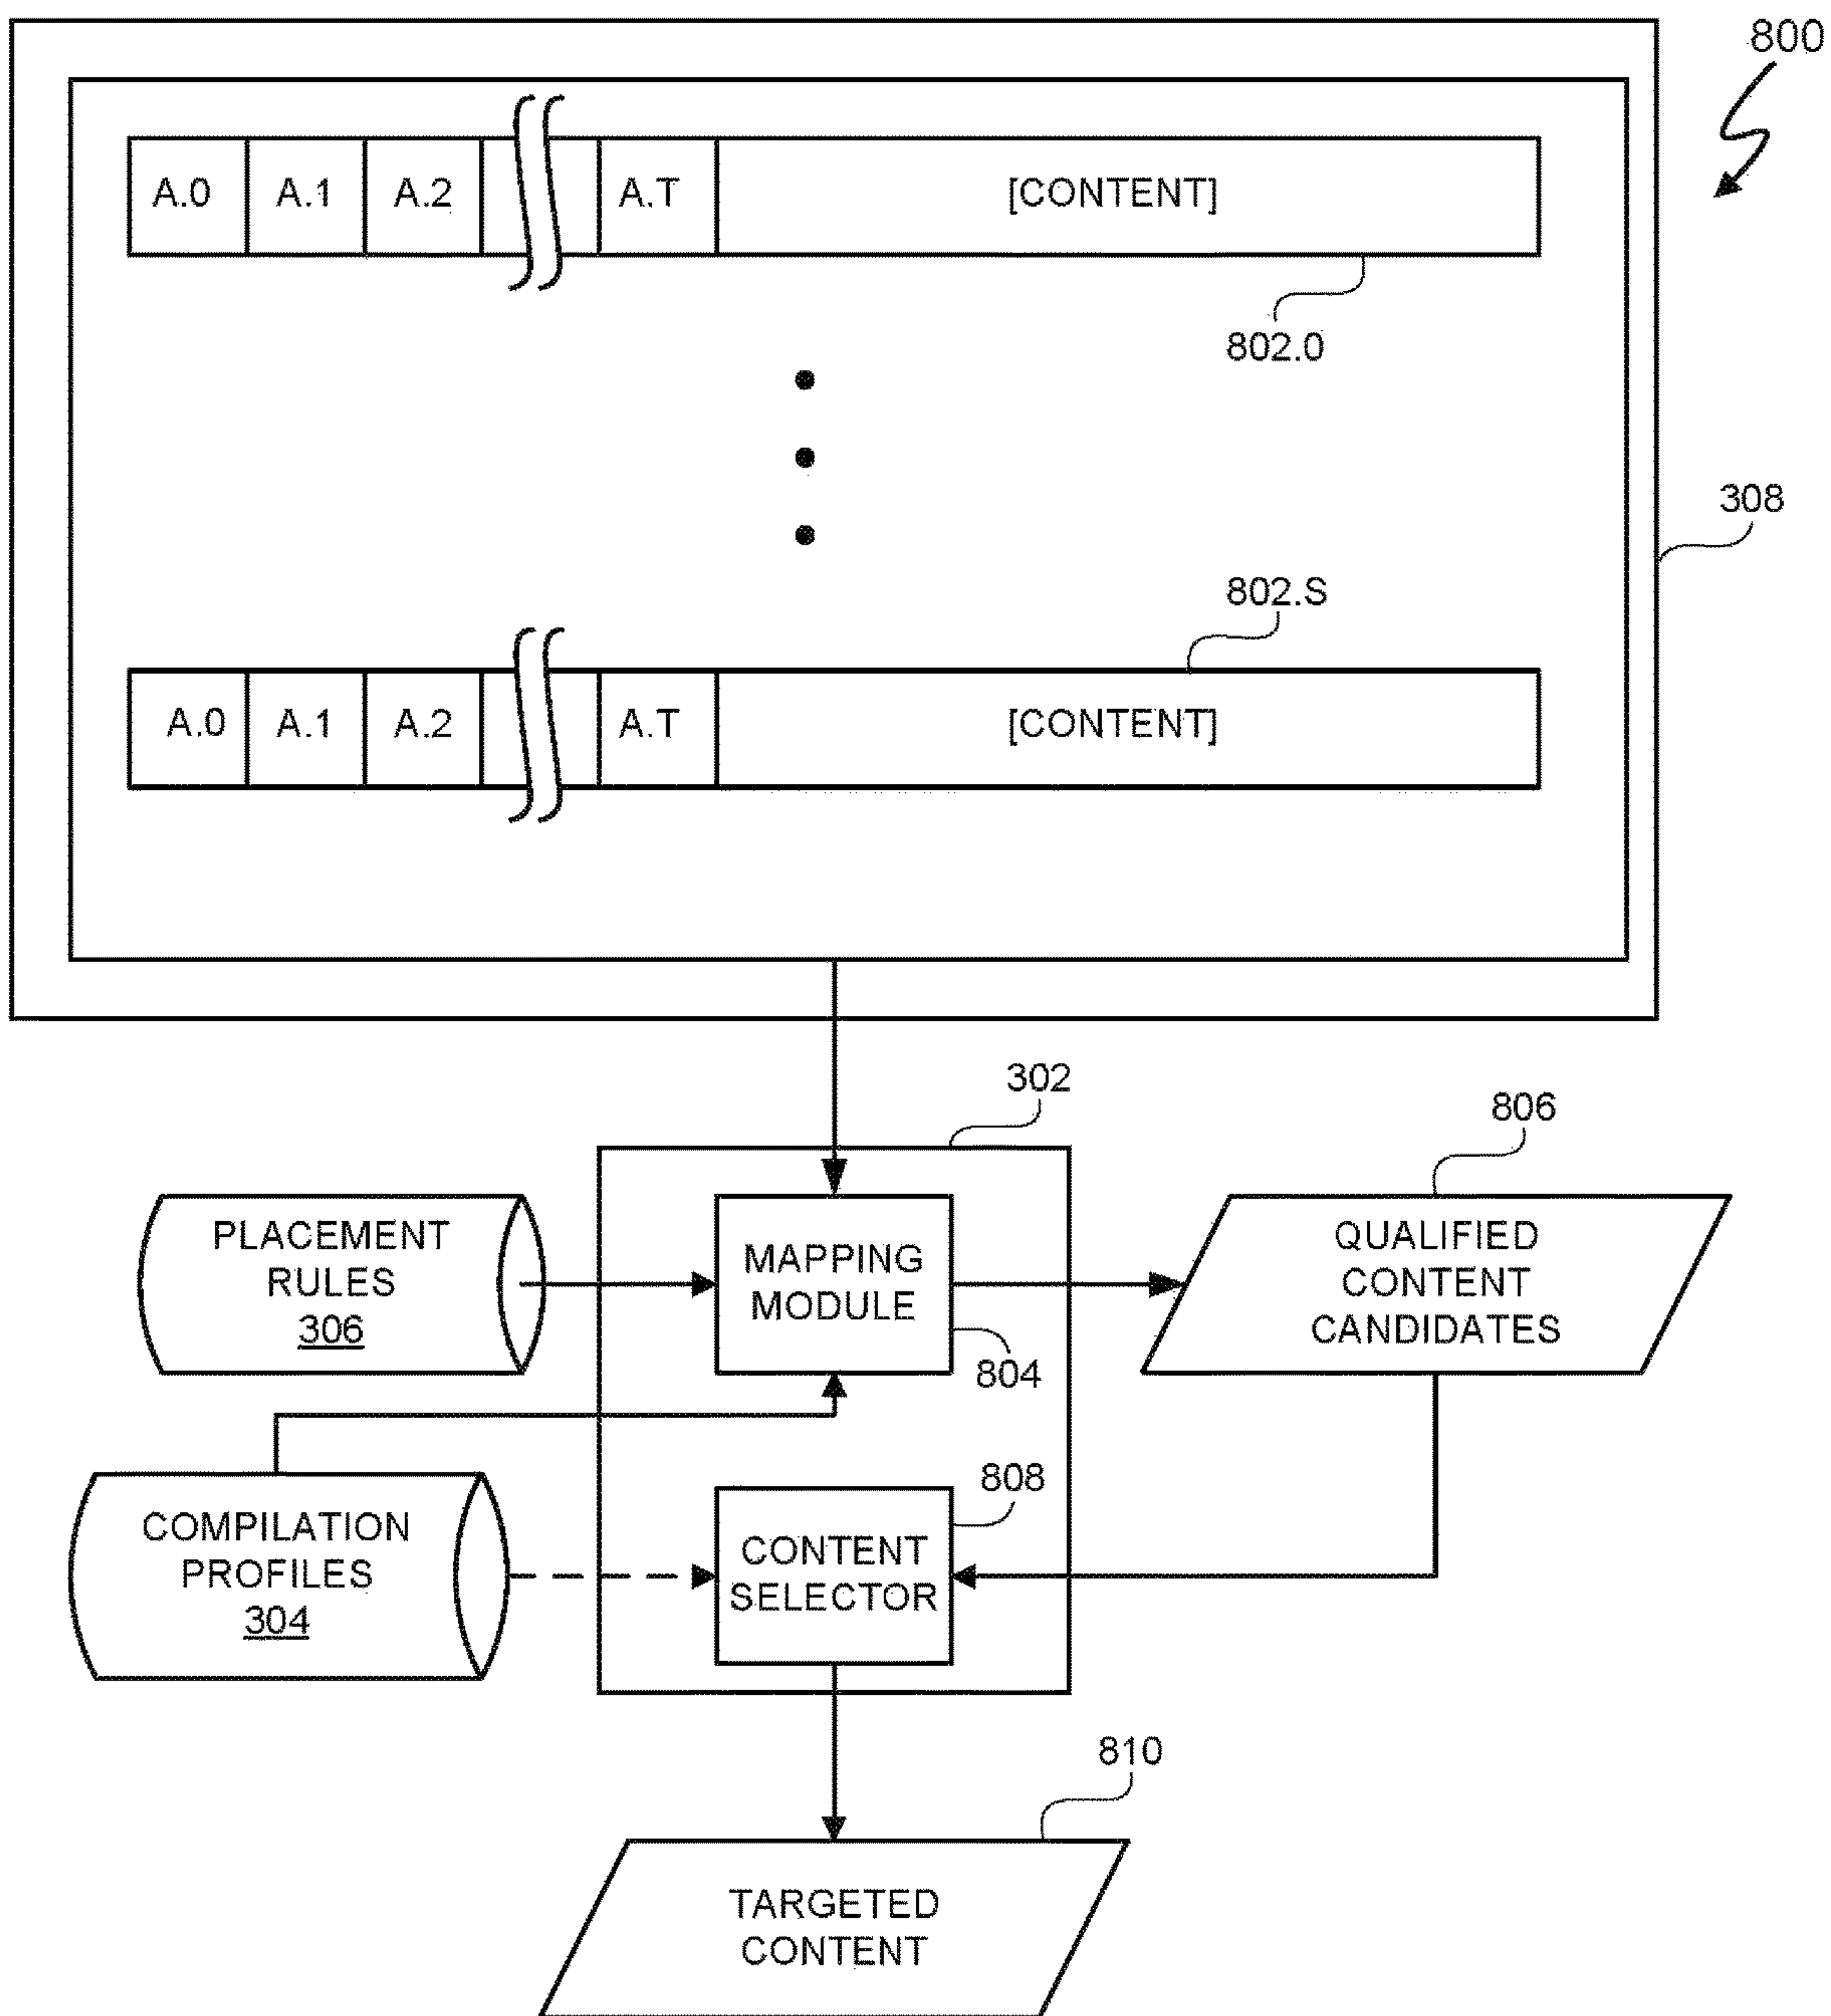 800
A.0 A.1 A.2 A.T [CONTENT]
802.0
308
802.S
A.0 A.1 A.2 A.T [CONTENT]
302
806
PLACEMENT
RULES
306
MAPPING
MODULE
804
QUALIFIED
CONTENT
CANDIDATES
COMPILATION
PROFILES
304
808
CONTENT
SELECTOR
810
TARGETED
CONTENT